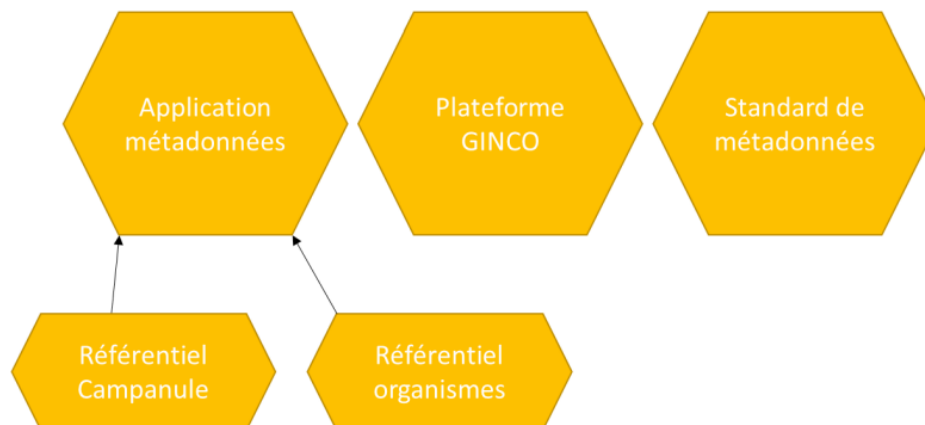 Application
métadonnées
Plateforme
GINCO
Standard de
métadonnées
Référentiel
Campanule
Référentiel
organismes